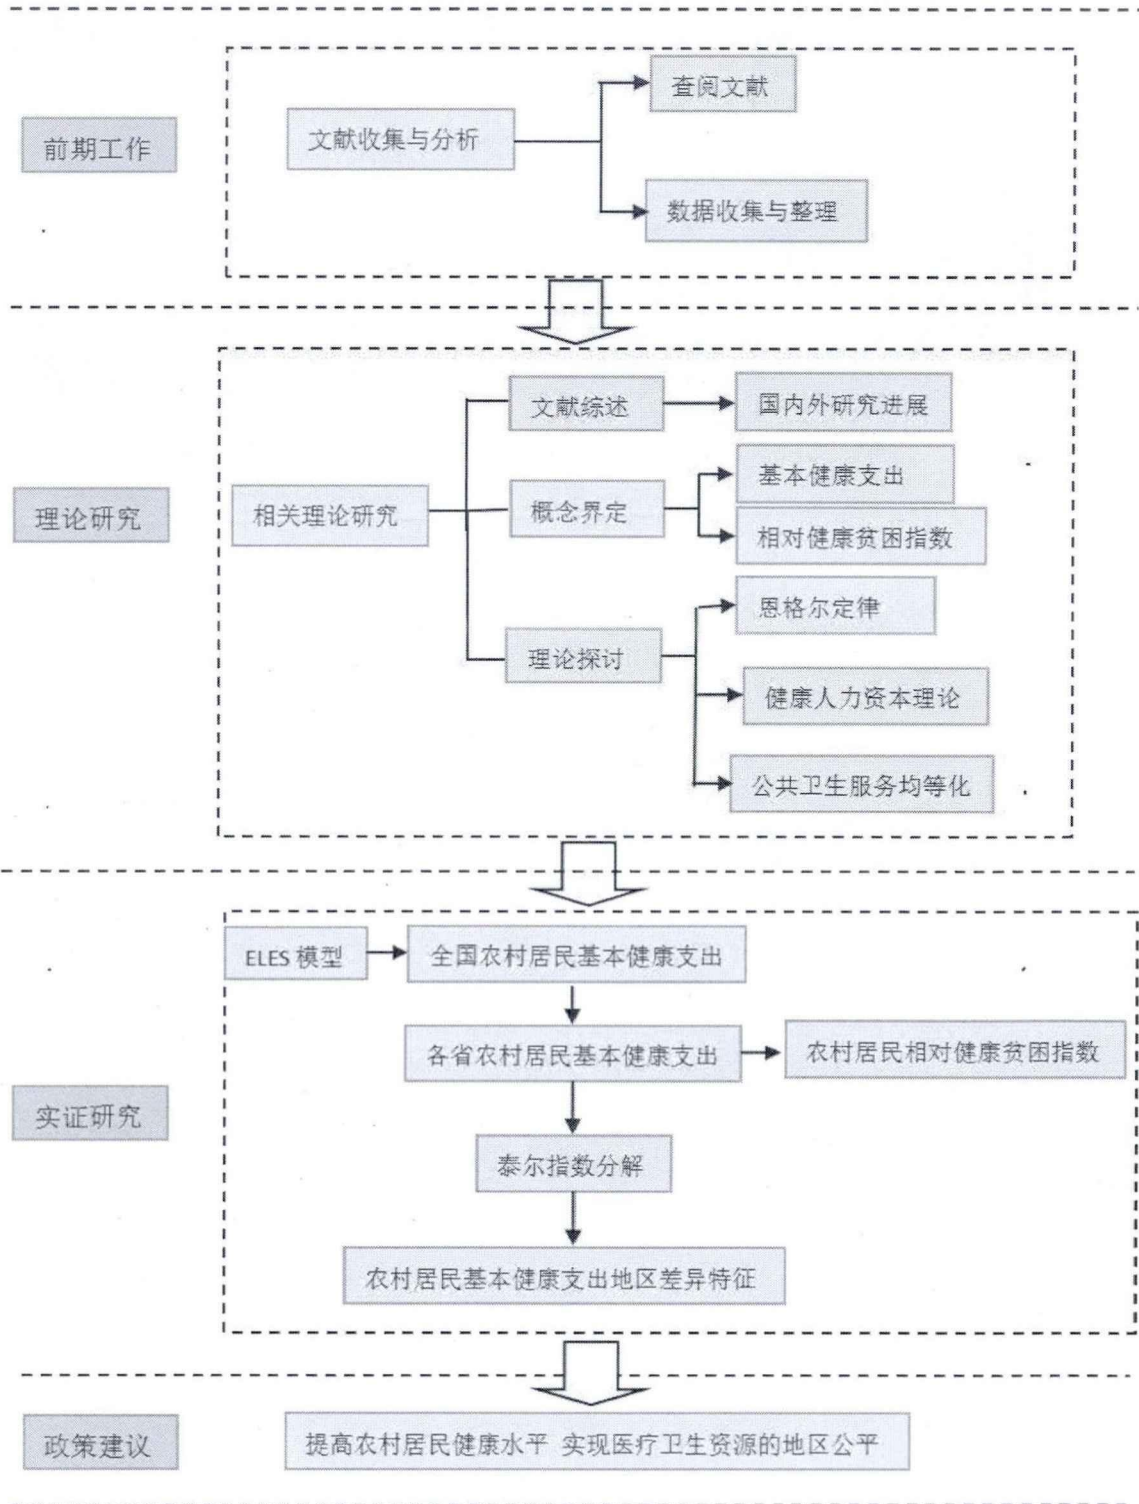 查阅文献
前期工作
文献收集与分析
数据收集与整理
文献综述
国内外研究进展
基本健康支出
理论研究
相关理论研究
概念界定
相对健康贫困指数
恩格尔定律
理论探讨
健康人力资本理论
公共卫生服务均等化
ELES 模型
全国农村居民基本健康支出
各省农村居民基本健康支出
农村居民相对健康贫困指数
实证研究
泰尔指数分解
农村居民基本健康支出地区差异特征
政策建议
提高农村居民健康水平 实现医疗卫生资源的地区公平